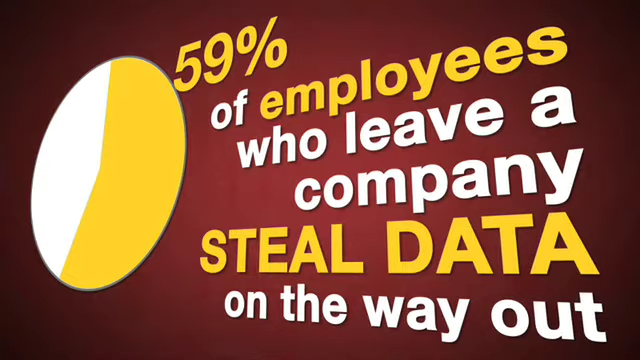 59%
of employees
who leave a
company
STEAL DATA
on the way out